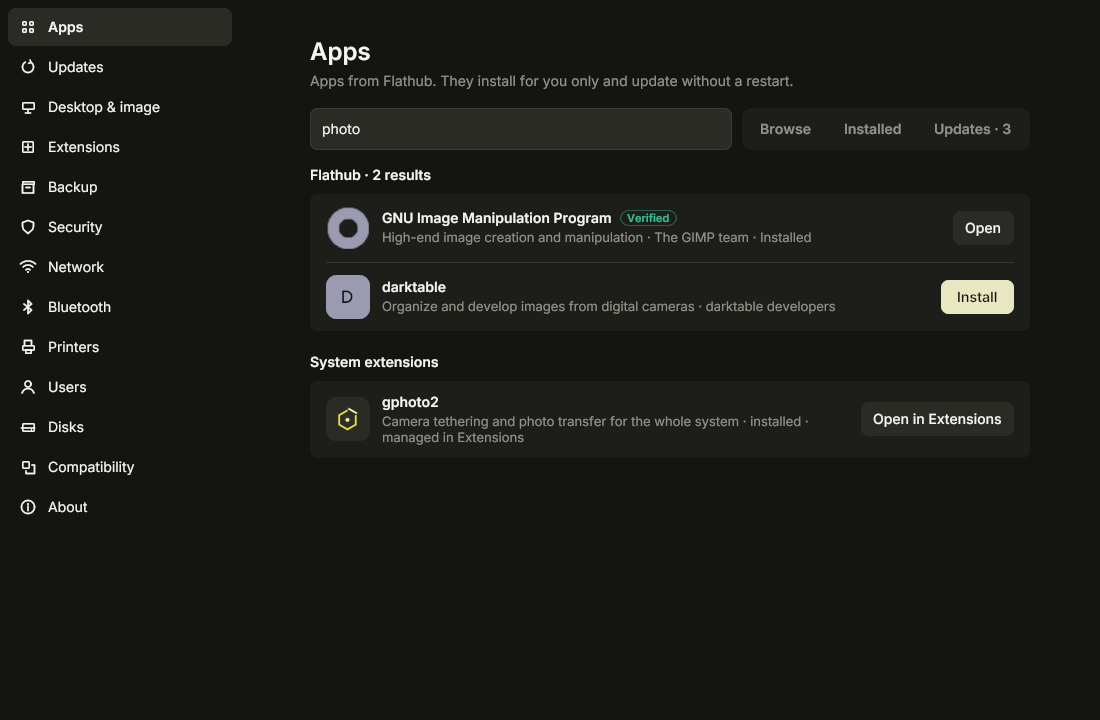 Apps
Updates
Desktop & image
Extensions
Backup
Security
Network
Bluetooth
Printers
Users
Disks
Compatibility
About
Apps
Apps from Flathub. They install for you only and update without a restart.
photo
Browse
Installed
Updates · 3
Flathub · 2 results
GNU Image Manipulation Program Verified
High-end image creation and manipulation · The GIMP team · Installed
Open
D
darktable
Organize and develop images from digital cameras · darktable developers
Install
System extensions
gphoto2
Camera tethering and photo transfer for the whole system · installed ·
managed in Extensions
Open in Extensions